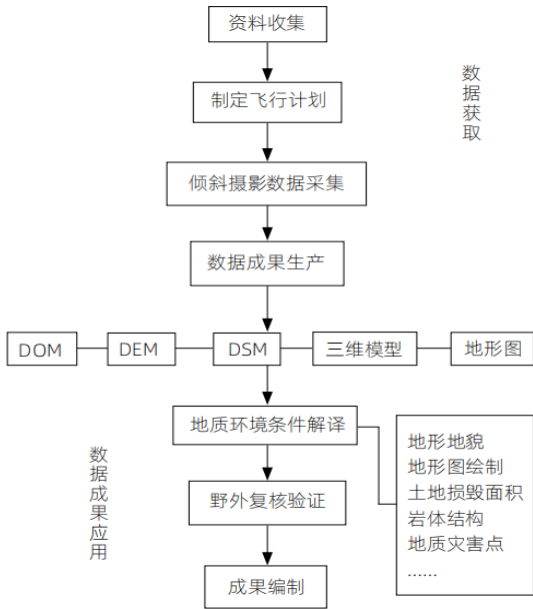 资料收集
数据获取
制定飞行计划
倾斜摄影数据采集
数据成果生产
DOM
DEM
DSM
三维模型
地形图
地质环境条件解译
数据成果应用
野外复核验证
成果编制
地形地貌
地形图绘制
土地损毁面积
岩体结构
地质灾害点
......